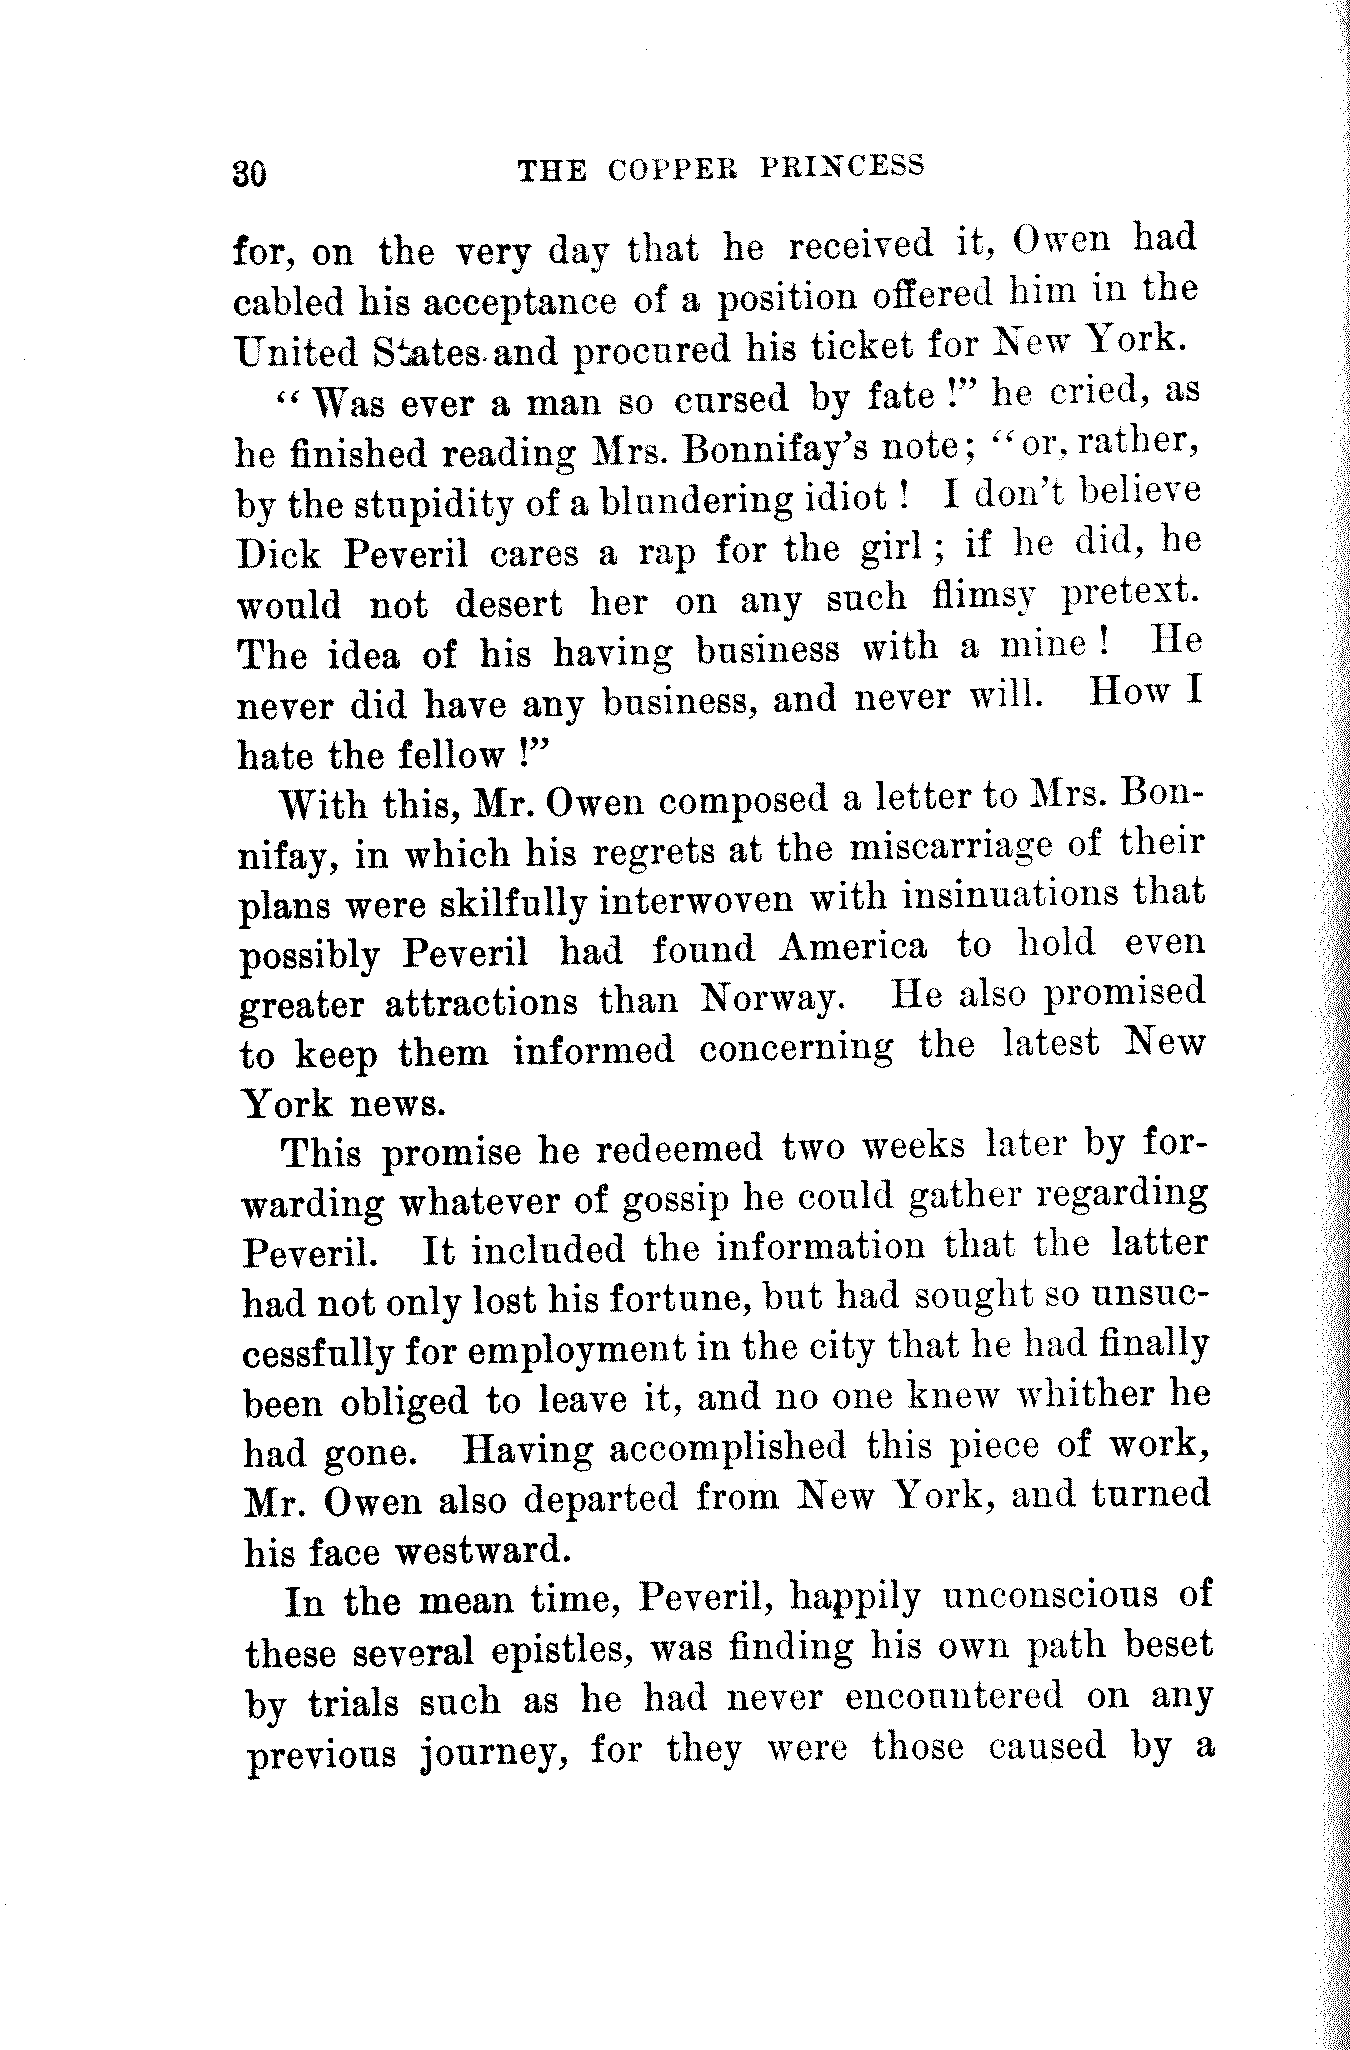 30 THE COPPER PRINCESS
for, on the very day that he received it, Owen had
cabled his acceptance of a position offered him in the
United States and procured his ticket for New York.
“Was ever a man so cursed by fate !” he cried, as
he finished reading Mrs. Bonnifay’s note; “or, rather,
by the stupidity of a blundering idiot ! I don’t believe
Dick Peveril cares a rap for the girl ; if he did, he
would not desert her on any such flimsy pretext.
The idea of his having business with a mine ! He
never did have any business, and never will. How I
hate the fellow !”
With this, Mr. Owen composed a letter to Mrs. Bon-
nifay, in which his regrets at the miscarriage of their
plans were skilfully interwoven with insinuations that
possibly Peveril had found America to hold even
greater attractions than Norway. He also promised
to keep them informed concerning the latest New
York news.
This promise he redeemed two weeks later by for-
warding whatever of gossip he could gather regarding
Peveril. It included the information that the latter
had not only lost his fortune, but had sought so unsuc-
cessfully for employment in the city that he had finally
been obliged to leave it, and no one knew whither he
had gone. Having accomplished this piece of work,
Mr. Owen also departed from New York, and turned
his face westward.
In the mean time, Peveril, happily unconscious of
these several epistles, was finding his own path beset
by trials such as he had never encountered on any
previous journey, for they were those caused by a